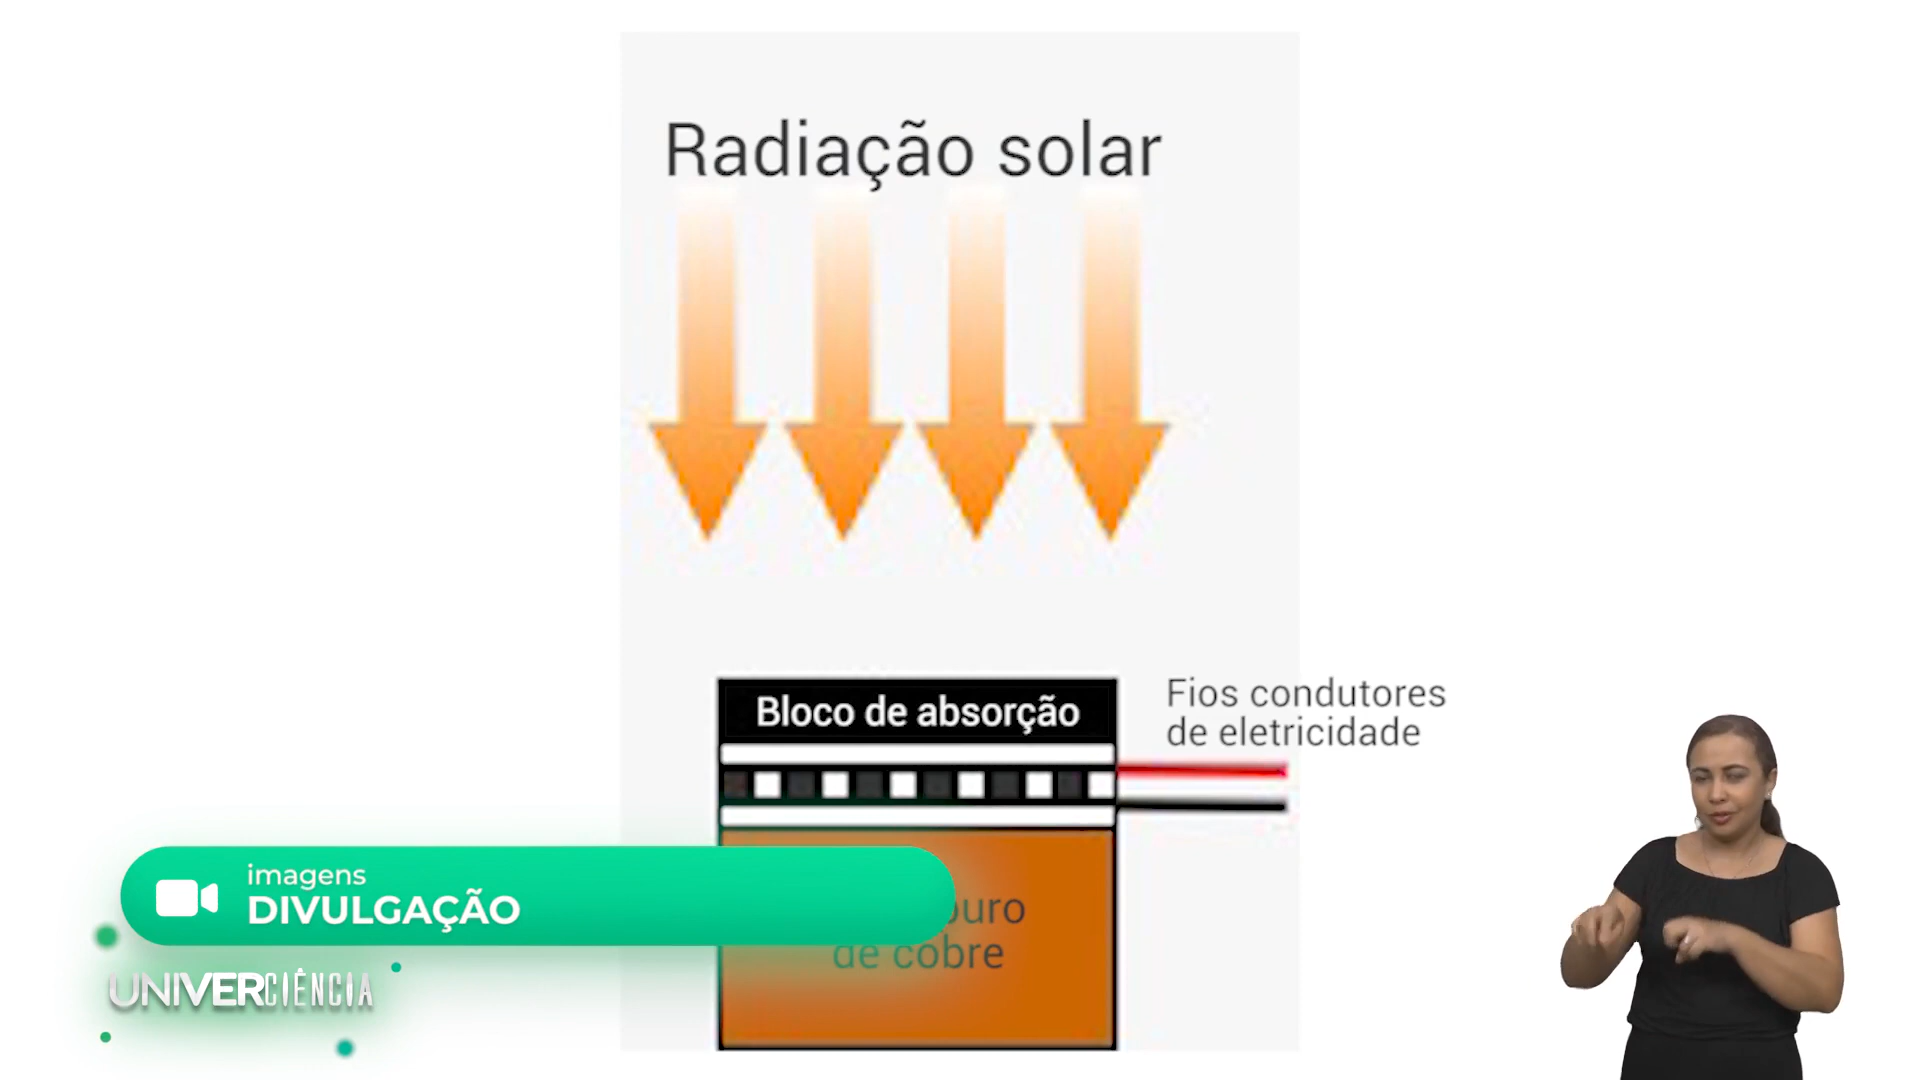 Radiação solar
Bloco de absorção
Fios condutores
de eletricidade
de cobre
imagens
DIVULGAÇÃO
UNIVERCIÊNCIA